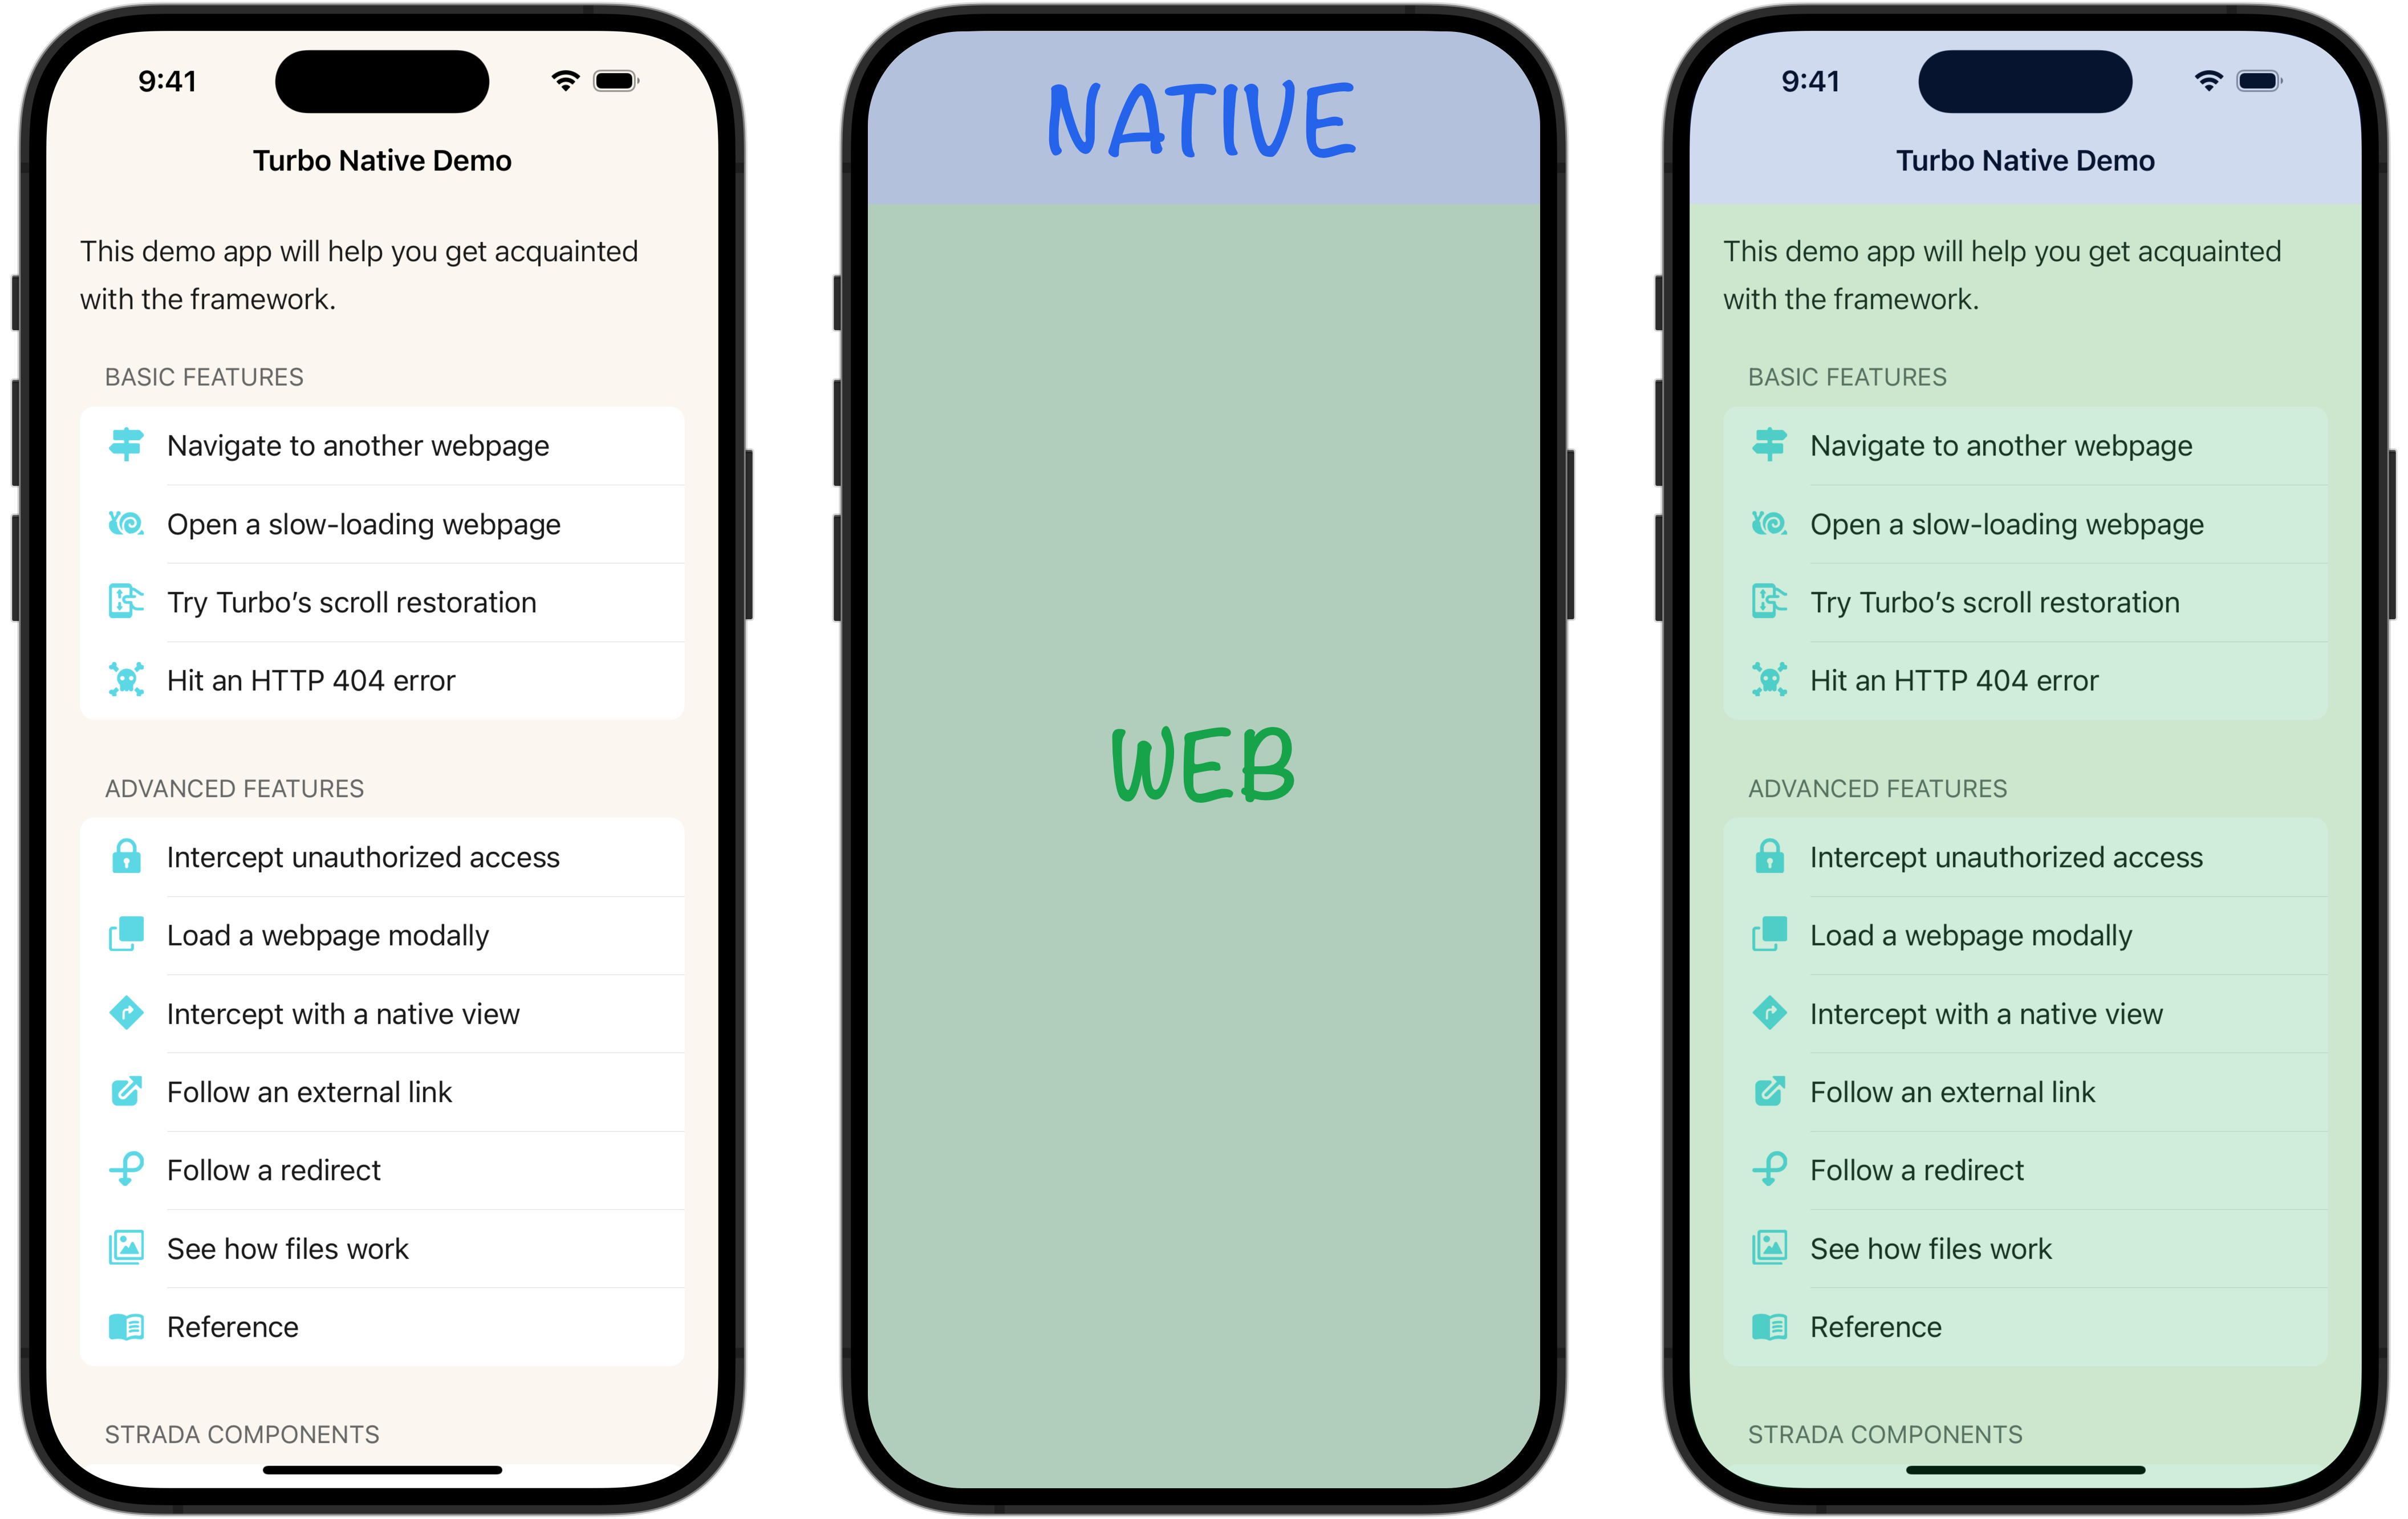 9:41
Turbo Native Demo
This demo app will help you get acquainted
with the framework.
BASIC FEATURES
Navigate to another webpage
Open a slow-loading webpage
Try Turbo’s scroll restoration
Hit an HTTP 404 error
ADVANCED FEATURES
Intercept unauthorized access
Load a webpage modally
Intercept with a native view
Follow an external link
Follow a redirect
See how files work
Reference
STRADA COMPONENTS
NATIVE
WEB
9:41
Turbo Native Demo
This demo app will help you get acquainted
with the framework.
BASIC FEATURES
Navigate to another webpage
Open a slow-loading webpage
Try Turbo’s scroll restoration
Hit an HTTP 404 error
ADVANCED FEATURES
Intercept unauthorized access
Load a webpage modally
Intercept with a native view
Follow an external link
Follow a redirect
See how files work
Reference
STRADA COMPONENTS